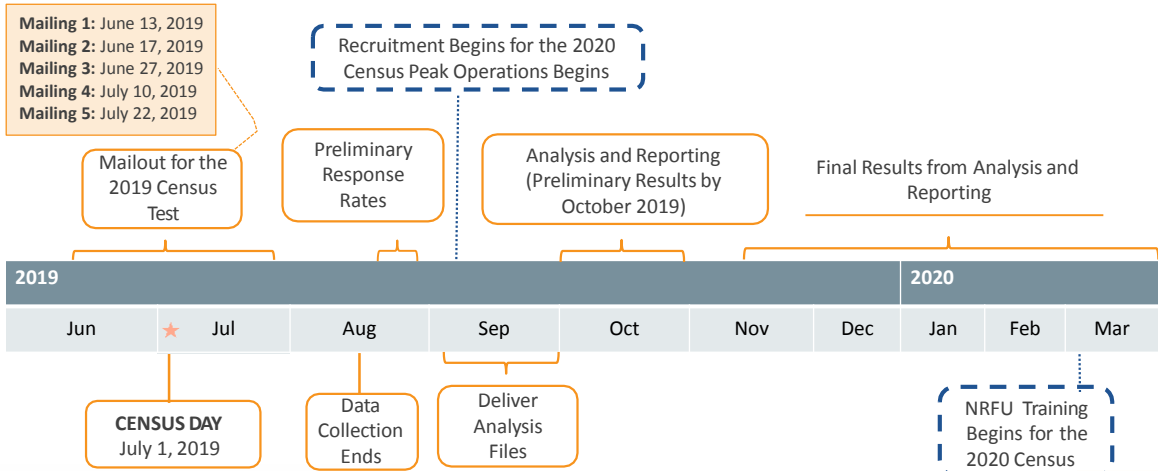 Mailing 1: June 13, 2019
Mailing 2: June 17, 2019
Mailing 3: June 27, 2019
Mailing 4: July 10, 2019
Mailing 5: July 22, 2019
Recruitment Begins for the 2020
Census Peak Operations Begins
Mailout for the
2019 Census
Test
Preliminary
Response
Rates
Analysis and Reporting
(Preliminary Results by
October 2019)
Final Results from Analysis and
Reporting
2019
2020
Jun
Jul
Aug
Sep
Oct
Nov
Dec
Jan
Feb
Mar
CENSUS DAY
July 1, 2019
Data
Collection
Ends
Deliver
Analysis
Files
NRFU Training
Begins for the
2020 Census